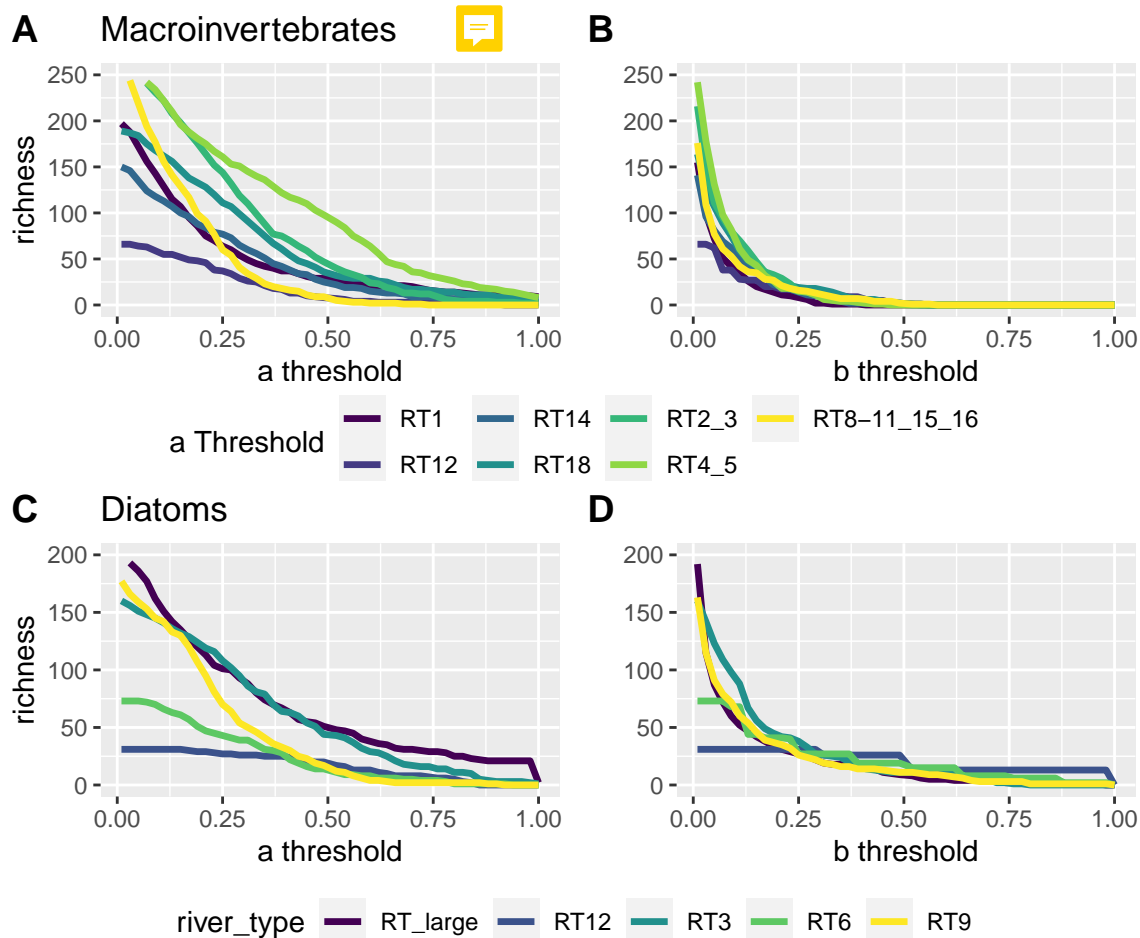 A Macroinvertebrates B
250 250
200 200
150 150
100 100
50 50
0 0
richness
0.00 0.25 0.50 0.75 1.00 0.00 0.25 0.50 0.75 1.00
a threshold b threshold
a Threshold
RT1 RT14 RT2_3 RT8−11_15_16
RT12 RT18 RT4_5
C Diatoms D
200 200
150 150
100 100
50 50
0 0
richness richness
0.00 0.25 0.50 0.75 1.00 0.00 0.25 0.50 0.75 1.00
a threshold b threshold
river_type RT_large RT12 RT3 RT6 RT9